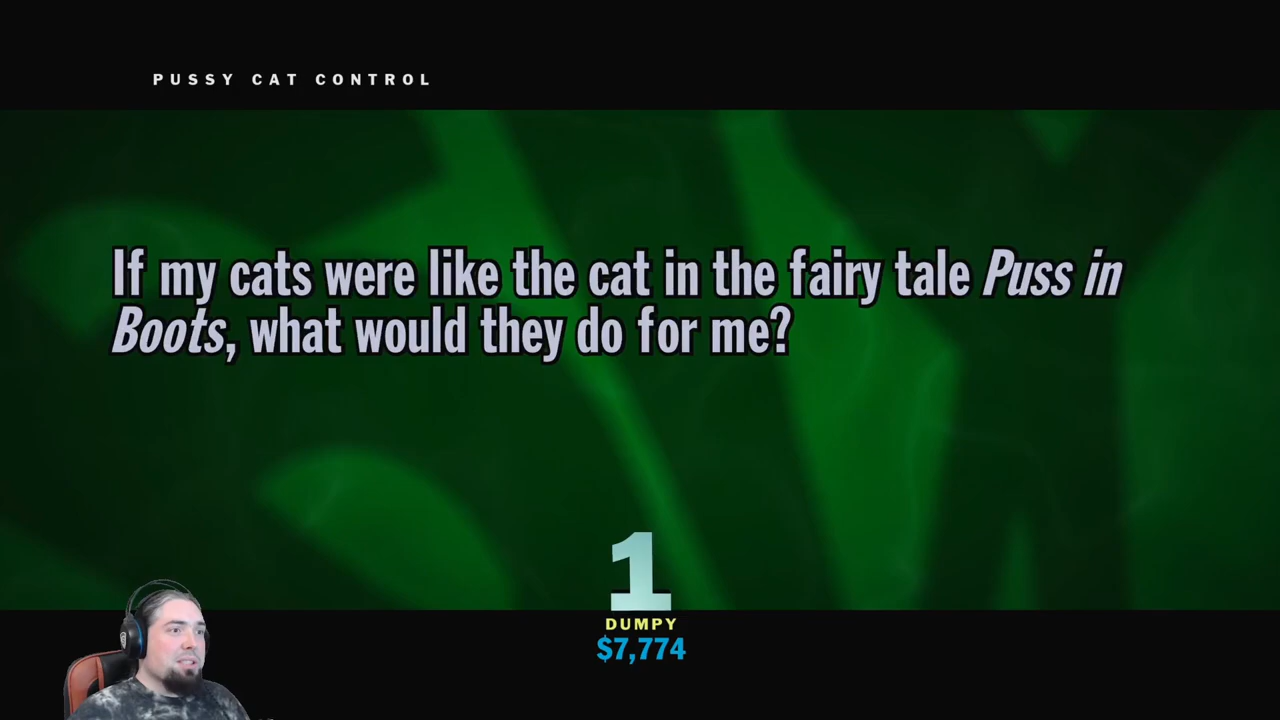 PUSSY CAT CONTROL
If my cats were like the cat in the fairy tale Puss in
Boots, what would they do for me?
1
DUMPY
$7,774